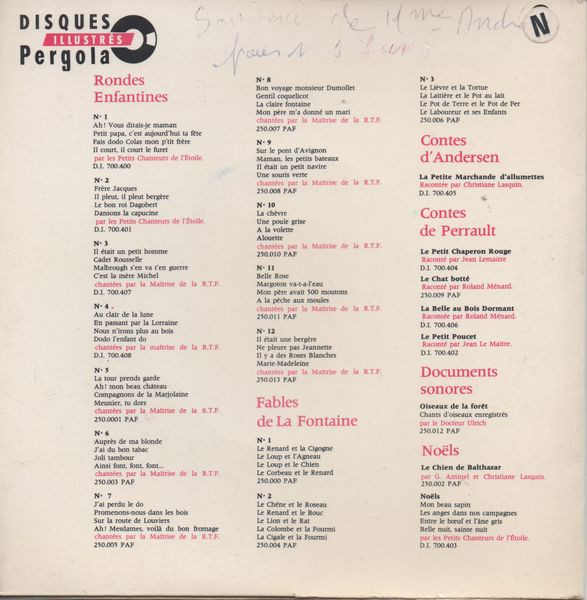 DISQUES
ILLUSTRÉS
Pergola
Souvenir de Mme André
N
Rondes
Enfantines
N° 1
Ah! Vous dirais-je maman
Petit papa, c'est aujourd'hui ta fête
Fais dodo Colas mon p'tit frère
Il court, il court le furet
par les Petits Chanteurs de l'Étoile.
D.I. 700.400
N° 2
Frère Jacques
Il pleut, il pleut bergère
Le bon roi Dagobert
Dansons la capucine
par les Petits Chanteurs de l'Étoile.
D.I. 700.401
N° 3
Il était un petit homme
Cadet Rousselle
Malbrough s'en va t'en guerre
C'est la mère Michel
chantées par la Maîtrise de la R.T.F.
D.I. 700.407
N° 4
Au clair de la lune
En passant par la Lorraine
Nous n'irons plus au bois
Dodo l'enfant do
chantées par la maîtrise de la R.T.F.
D.I. 700.408
N° 5
La tour prends garde
Ah! mon beau château
Compagnons de la Marjolaine
Meunier, tu dors
chantées par la Maîtrise de la R.T.F.
250.0001 PAF
N° 6
Auprès de ma blonde
J'ai du bon tabac
Joli tambour
Ainsi font, font, font...
chantées par la Maîtrise de la R.T.F.
250.003 PAF
N° 7
J'ai perdu le do
Promenons-nous dans les bois
Sur la route de Louviers
Ah! Mesdames, voilà du bon fromage
chantées par la Maîtrise de la R.T.F.
250.005 PAF
N° 8
Bon voyage monsieur Dumollet
Gentil coquelicot
La claire fontaine
Mon père m'a donné un mari
chantées par la Maîtrise de la R.T.F.
250.007 PAF
N° 9
Sur le pont d'Avignon
Maman, les petits bateaux
Il était un petit navire
Une souris verte
chantées par la Maîtrise de la R.T.F.
250.008 PAF
N° 10
La chèvre
Une poule grise
A la volette
Alouette
chantées par la Maîtrise de la R.T.F.
250.010 PAF
N° 11
Belle Rose
Margoton va-t-a-l'eau
Mon père avait 500 moutons
A la pêche aux moules
chantées par la Maîtrise de la R.T.F.
250.011 PAF
N° 12
Il était une bergère
Ne pleure pas Jeannette
Il y a des Roses Blanches
Marie-Madeleine
chantées par la Maîtrise de la R.T.F.
250.013 PAF
Fables
de La Fontaine
N° 1
Le Renard et la Cigogne
Le Loup et l'Agneau
Le Loup et le Chien
Le Corbeau et le Renard
250.000 PAF
N° 2
Le Chêne et le Roseau
Le Renard et le Bouc
Le Lion et le Rat
La Colombe et la Fourmi
La Cigale et la Fourmi
250.004 PAF
N° 3
Le Lièvre et la Tortue
La Laitière et le Pot au lait
Le Pot de Terre et le Pot de Fer
Le Laboureur et ses Enfants
250.006 PAF
Contes
d'Andersen
La Petite Marchande d'allumettes
Racontée par Christiane Lasquin.
D.I. 700.405
Contes
de Perrault
Le Petit Chaperon Rouge
Raconté par Jean Lemaitre
D.I. 700.404
Le Chat botté
Raconté par Roland Ménard.
250.009 PAF
La Belle au Bois Dormant
Racontée par Roland Ménard.
D.I. 700.406
Le Petit Poucet
Raconté par Jean Le Maitre.
D.I. 700.402
Documents
sonores
Oiseaux de la forêt
Chants d'oiseaux enregistrés
par le Docteur Ulrich
250.012 PAF
Noëls
Le Chien de Balthazar
par G. Aminel et Christiane Lasquin.
250.002 PAF
Noëls
Mon beau sapin
Les anges dans nos campagnes
Entre le bœuf et l'âne gris
Belle nuit, sainte nuit
par les Petits Chanteurs de l'Étoile.
D.I. 700.403